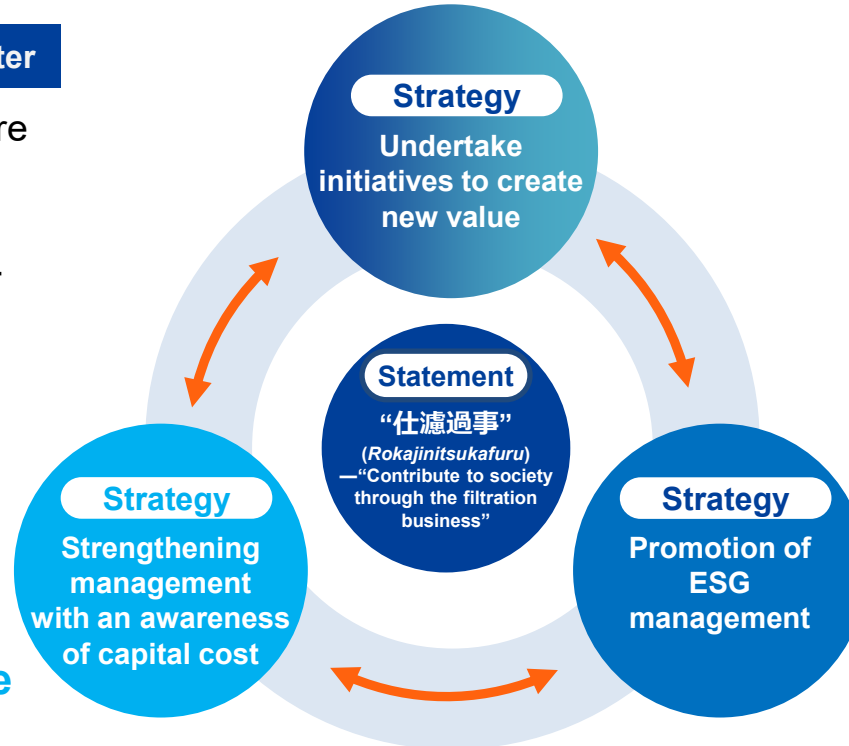 ter
re
Strategy
Undertake
initiatives to create
new value
Statement
“仕濾過事”
(Rokajinitsukafuru)
—“Contribute to society
through the filtration
business”
Strategy
Strengthening
management
with an awareness
of capital cost
Strategy
Promotion of
ESG
management
e